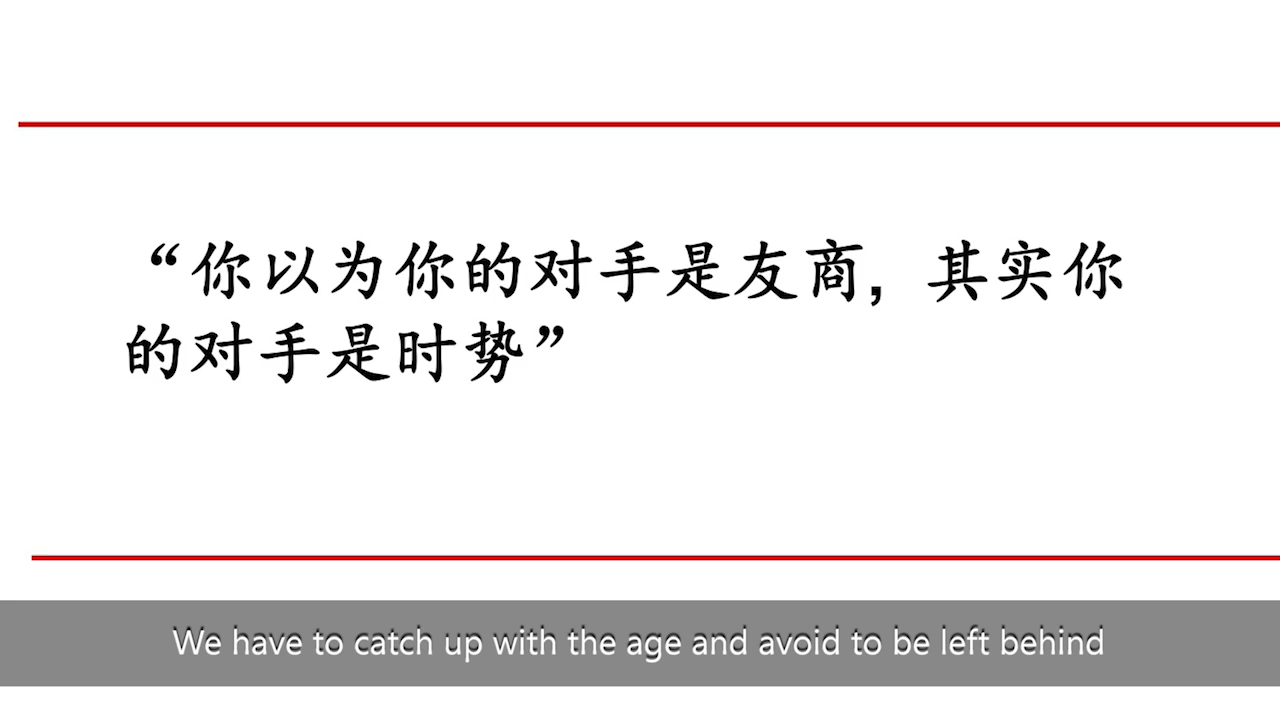 “你以为你的对手是友商，其实你
的对手是时势”
We have to catch up with the age and avoid to be left behind